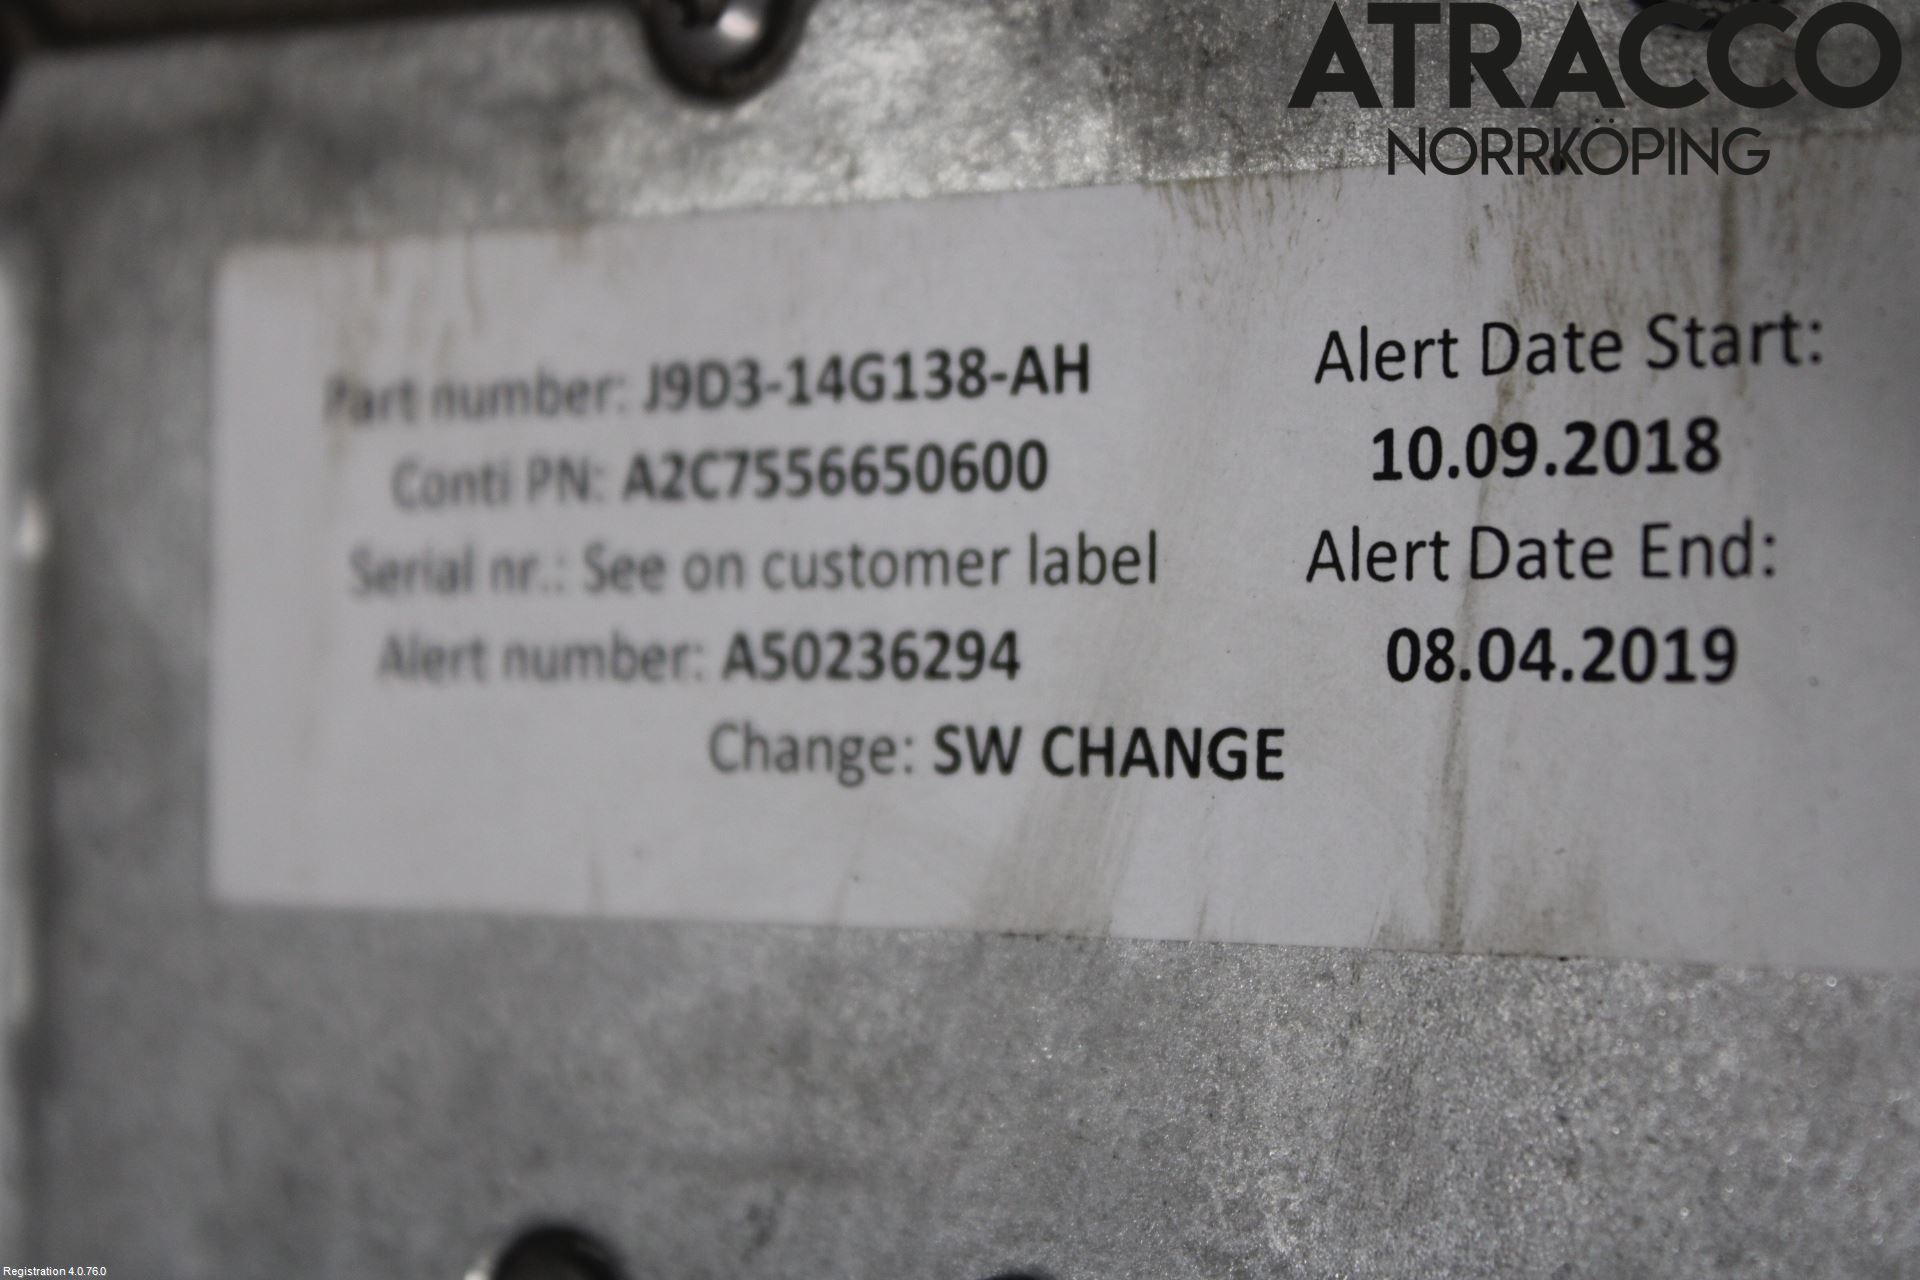 ATRACCO
NORRKÖPING
Part number: J9D3-14G138-AH
Conti PN: A2C7556650600
Serial nr.: See on customer label
Alert number: A50236294
Change: SW CHANGE
Alert Date Start:
10.09.2018
Alert Date End:
08.04.2019
Registration 4.0.76.0